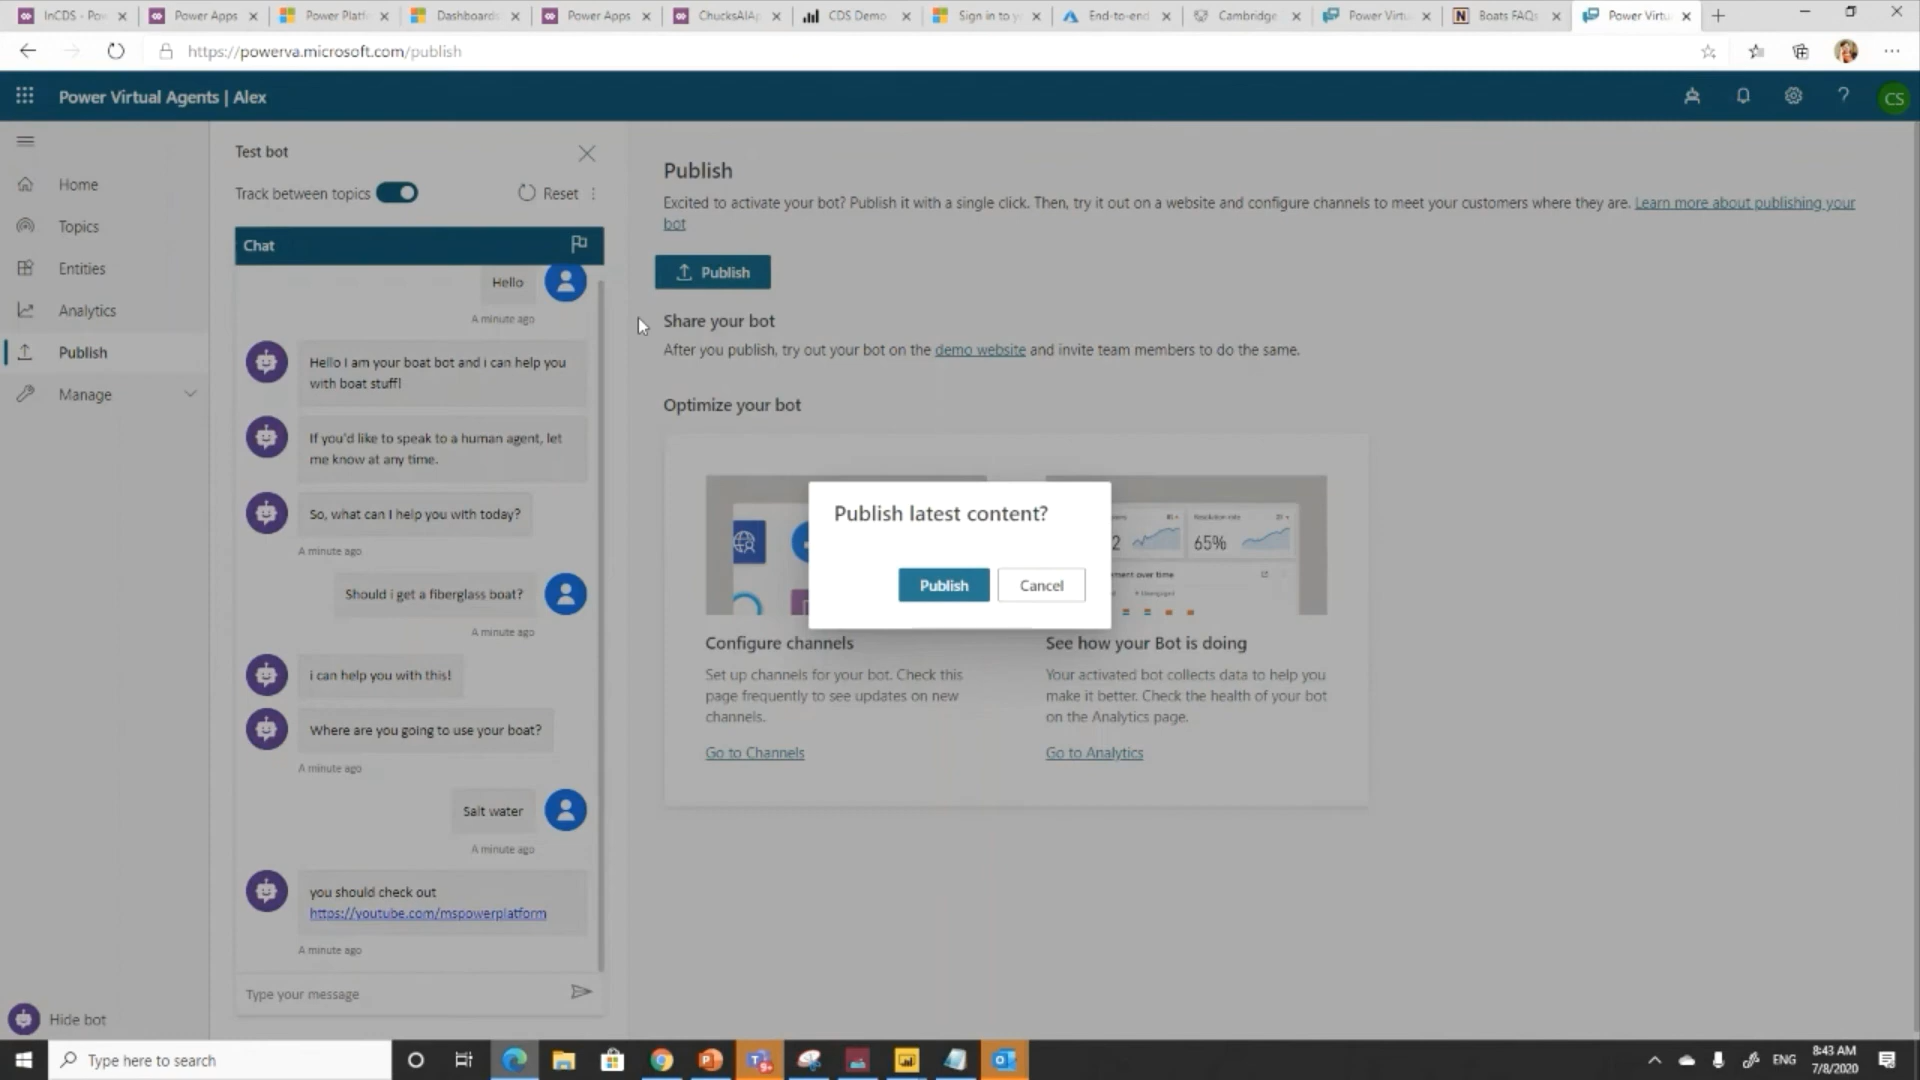 InCDS - Pow
Power Apps
Power Platf
Dashboards
Power Apps
ChucksAIAp
CDS Demo
Sign in to y
End-to-end
Cambridge
Power Virtu
Boats FAQs
Power Virtu
https://powerva.microsoft.com/publish
Power Virtual Agents | Alex
CS
Home
Topics
Entities
Analytics
Publish
Manage
Hide bot
Test bot
Track between topics
Reset
Chat
Hello
A minute ago
Hello I am your boat bot and i can help you
with boat stuff!
If you'd like to speak to a human agent, let
me know at any time.
So, what can I help you with today?
A minute ago
Should i get a fiberglass boat?
A minute ago
i can help you with this!
Where are you going to use your boat?
A minute ago
Salt water
A minute ago
you should check out
https://youtube.com/mspowerplatform
A minute ago
Type your message
Publish
Excited to activate your bot? Publish it with a single click. Then, try it out on a website and configure channels to meet your customers where they are. Learn more about publishing your
bot
Publish
Share your bot
After you publish, try out your bot on the demo website and invite team members to do the same.
Optimize your bot
Publish latest content?
Publish
Cancel
2
Resolution rate
65%
ment over time
Configure channels
Set up channels for your bot. Check this
page frequently to see updates on new
channels.
Go to Channels
See how your Bot is doing
Your activated bot collects data to help you
make it better. Check the health of your bot
on the Analytics page.
Go to Analytics
Type here to search
ENG
8:43 AM
7/8/2020